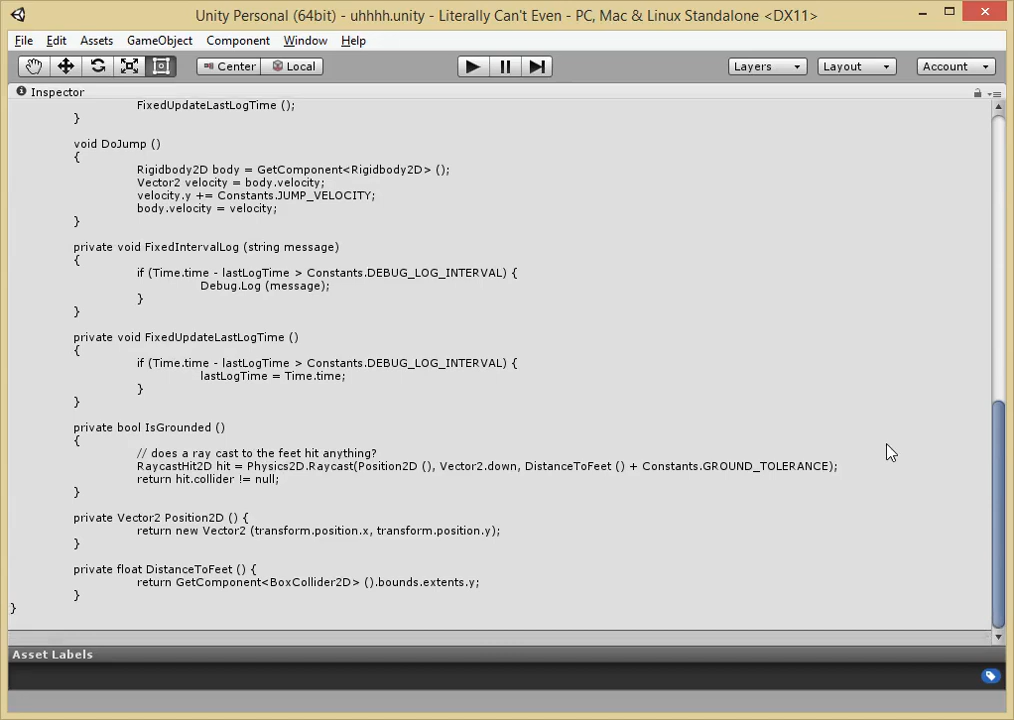 Unity Personal (64bit) - uhhhh.unity - Literally Can't Even - PC, Mac & Linux Standalone <DX11>
File Edit Assets GameObject Component Window Help
Center Local Layers Layout Account
Inspector
FixedUpdateLastLogTime ();
}
void DoJump ()
{
Rigidbody2D body = GetComponent<Rigidbody2D> ();
Vector2 velocity = body.velocity;
velocity.y += Constants.JUMP_VELOCITY;
body.velocity = velocity;
}
private void FixedIntervalLog (string message)
{
if (Time.time - lastLogTime > Constants.DEBUG_LOG_INTERVAL) {
Debug.Log (message);
}
}
private void FixedUpdateLastLogTime ()
{
if (Time.time - lastLogTime > Constants.DEBUG_LOG_INTERVAL) {
lastLogTime = Time.time;
}
}
private bool IsGrounded ()
{
// does a ray cast to the feet hit anything?
RaycastHit2D hit = Physics2D.Raycast(Position2D (), Vector2.down, DistanceToFeet () + Constants.GROUND_TOLERANCE);
return hit.collider != null;
}
private Vector2 Position2D () {
return new Vector2 (transform.position.x, transform.position.y);
}
private float DistanceToFeet () {
return GetComponent<BoxCollider2D> ().bounds.extents.y;
}
}
Asset Labels